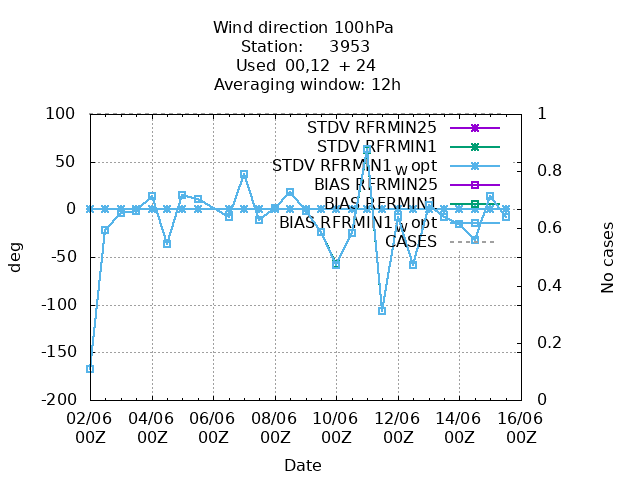 Wind direction 100hPa
Station: 3953
Used 00,12 + 24
Averaging window: 12h
100
50
0
-50
-100
-150
-200
deg
1
0.8
0.6
0.4
0.2
0
No cases
STDV RFRMIN25
STDV RFRMIN1
STDV RFRMIN1_w opt
BIAS RFRMIN25
BIAS RFRMIN1
BIAS RFRMIN1_w opt
CASES
02/06 04/06 06/06 08/06 10/06 12/06 14/06 16/06
00Z 00Z 00Z 00Z 00Z 00Z 00Z 00Z
Date